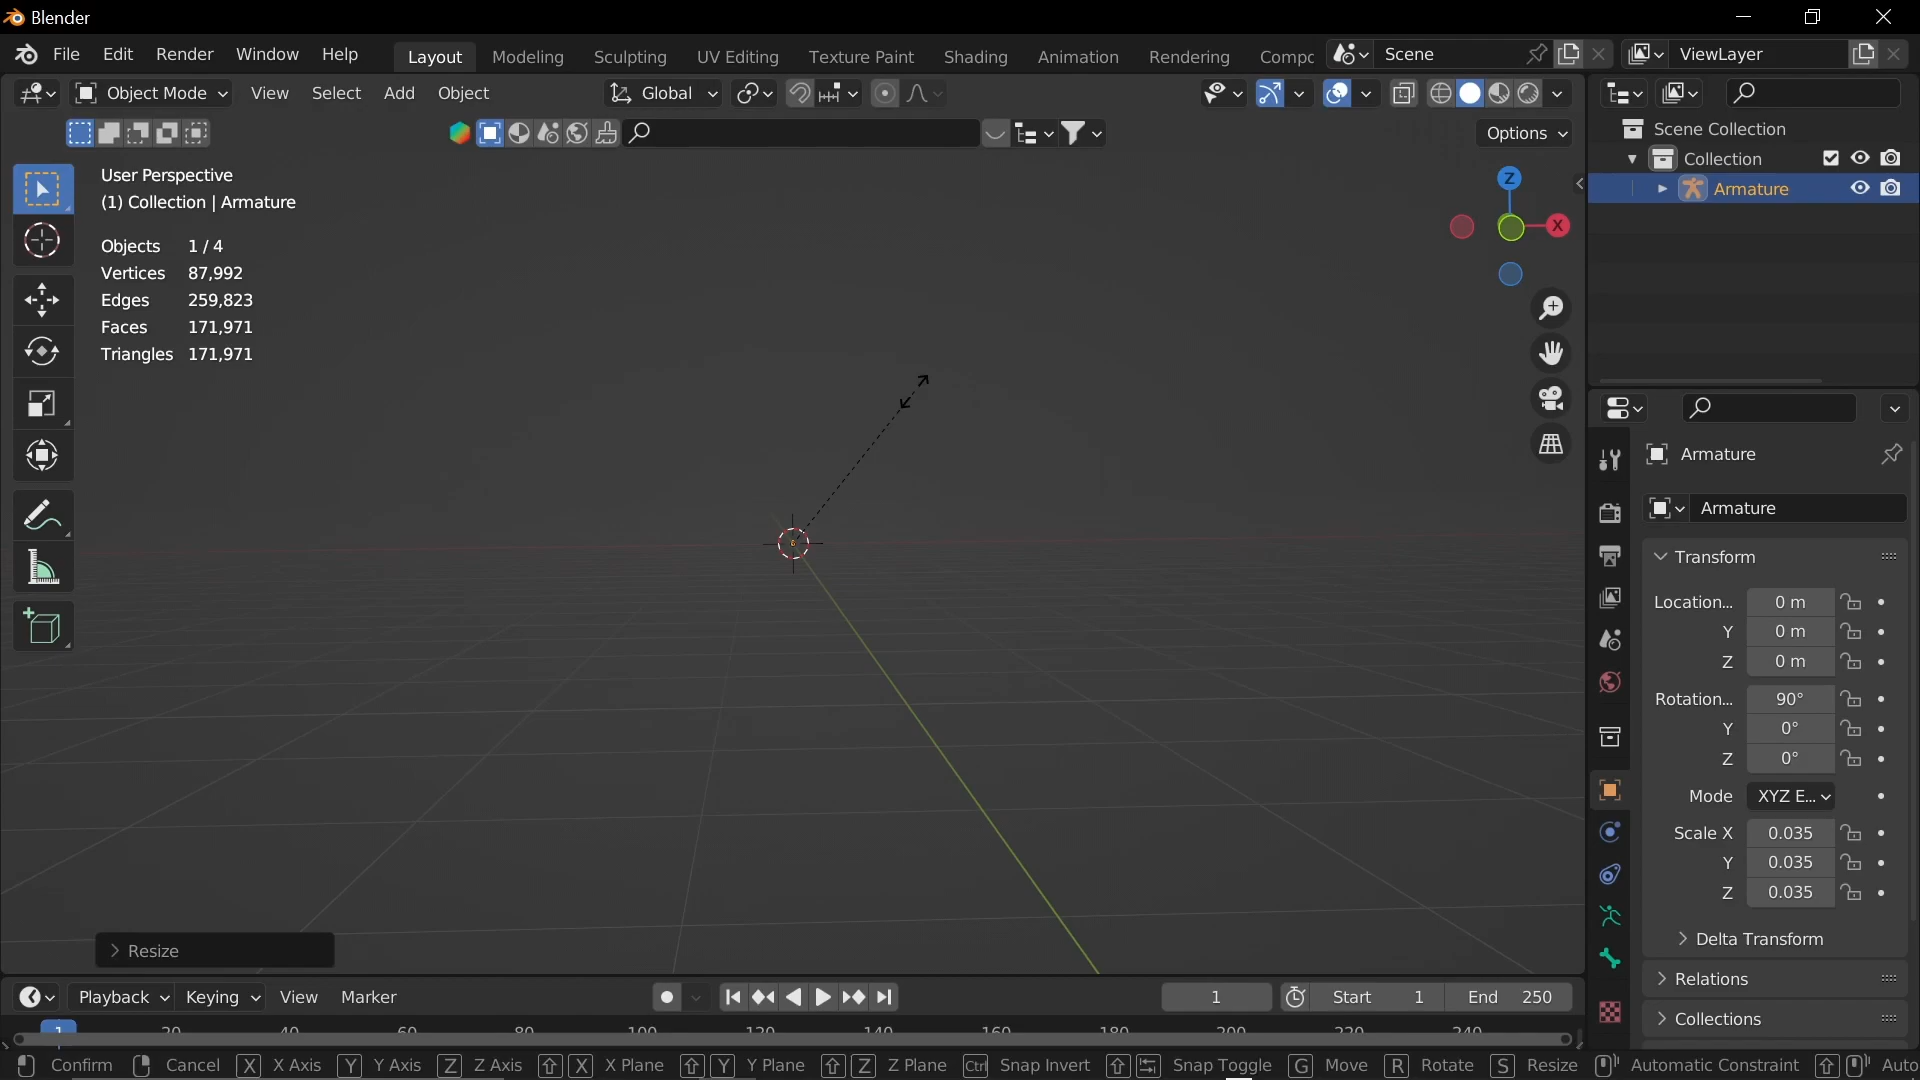 Blender
File Edit Render Window Help Layout Modeling Sculpting UV Editing Texture Paint Shading Animation Rendering Compc Scene ViewLayer
Object Mode View Select Add Object Global
Options
User Perspective
(1) Collection | Armature
Objects 1 / 4
Vertices 87,992
Edges 259,823
Faces 171,971
Triangles 171,971
Z
X
Resize
Scene Collection
Collection
Armature
Armature
Armature
Transform
Location... 0 m
Y 0 m
Z 0 m
Rotation... 90°
Y 0°
Z 0°
Mode XYZ E...
Scale X 0.035
Y 0.035
Z 0.035
Delta Transform
Relations
Collections
Playback Keying View Marker 1 Start 1 End 250
1 20 40 60 80 100 120 140 160 180 200 220 240
Confirm Cancel X X Axis Y Y Axis Z Z Axis X X Plane Y Y Plane Z Z Plane Ctrl Snap Invert Snap Toggle G Move R Rotate S Resize Automatic Constraint Auto